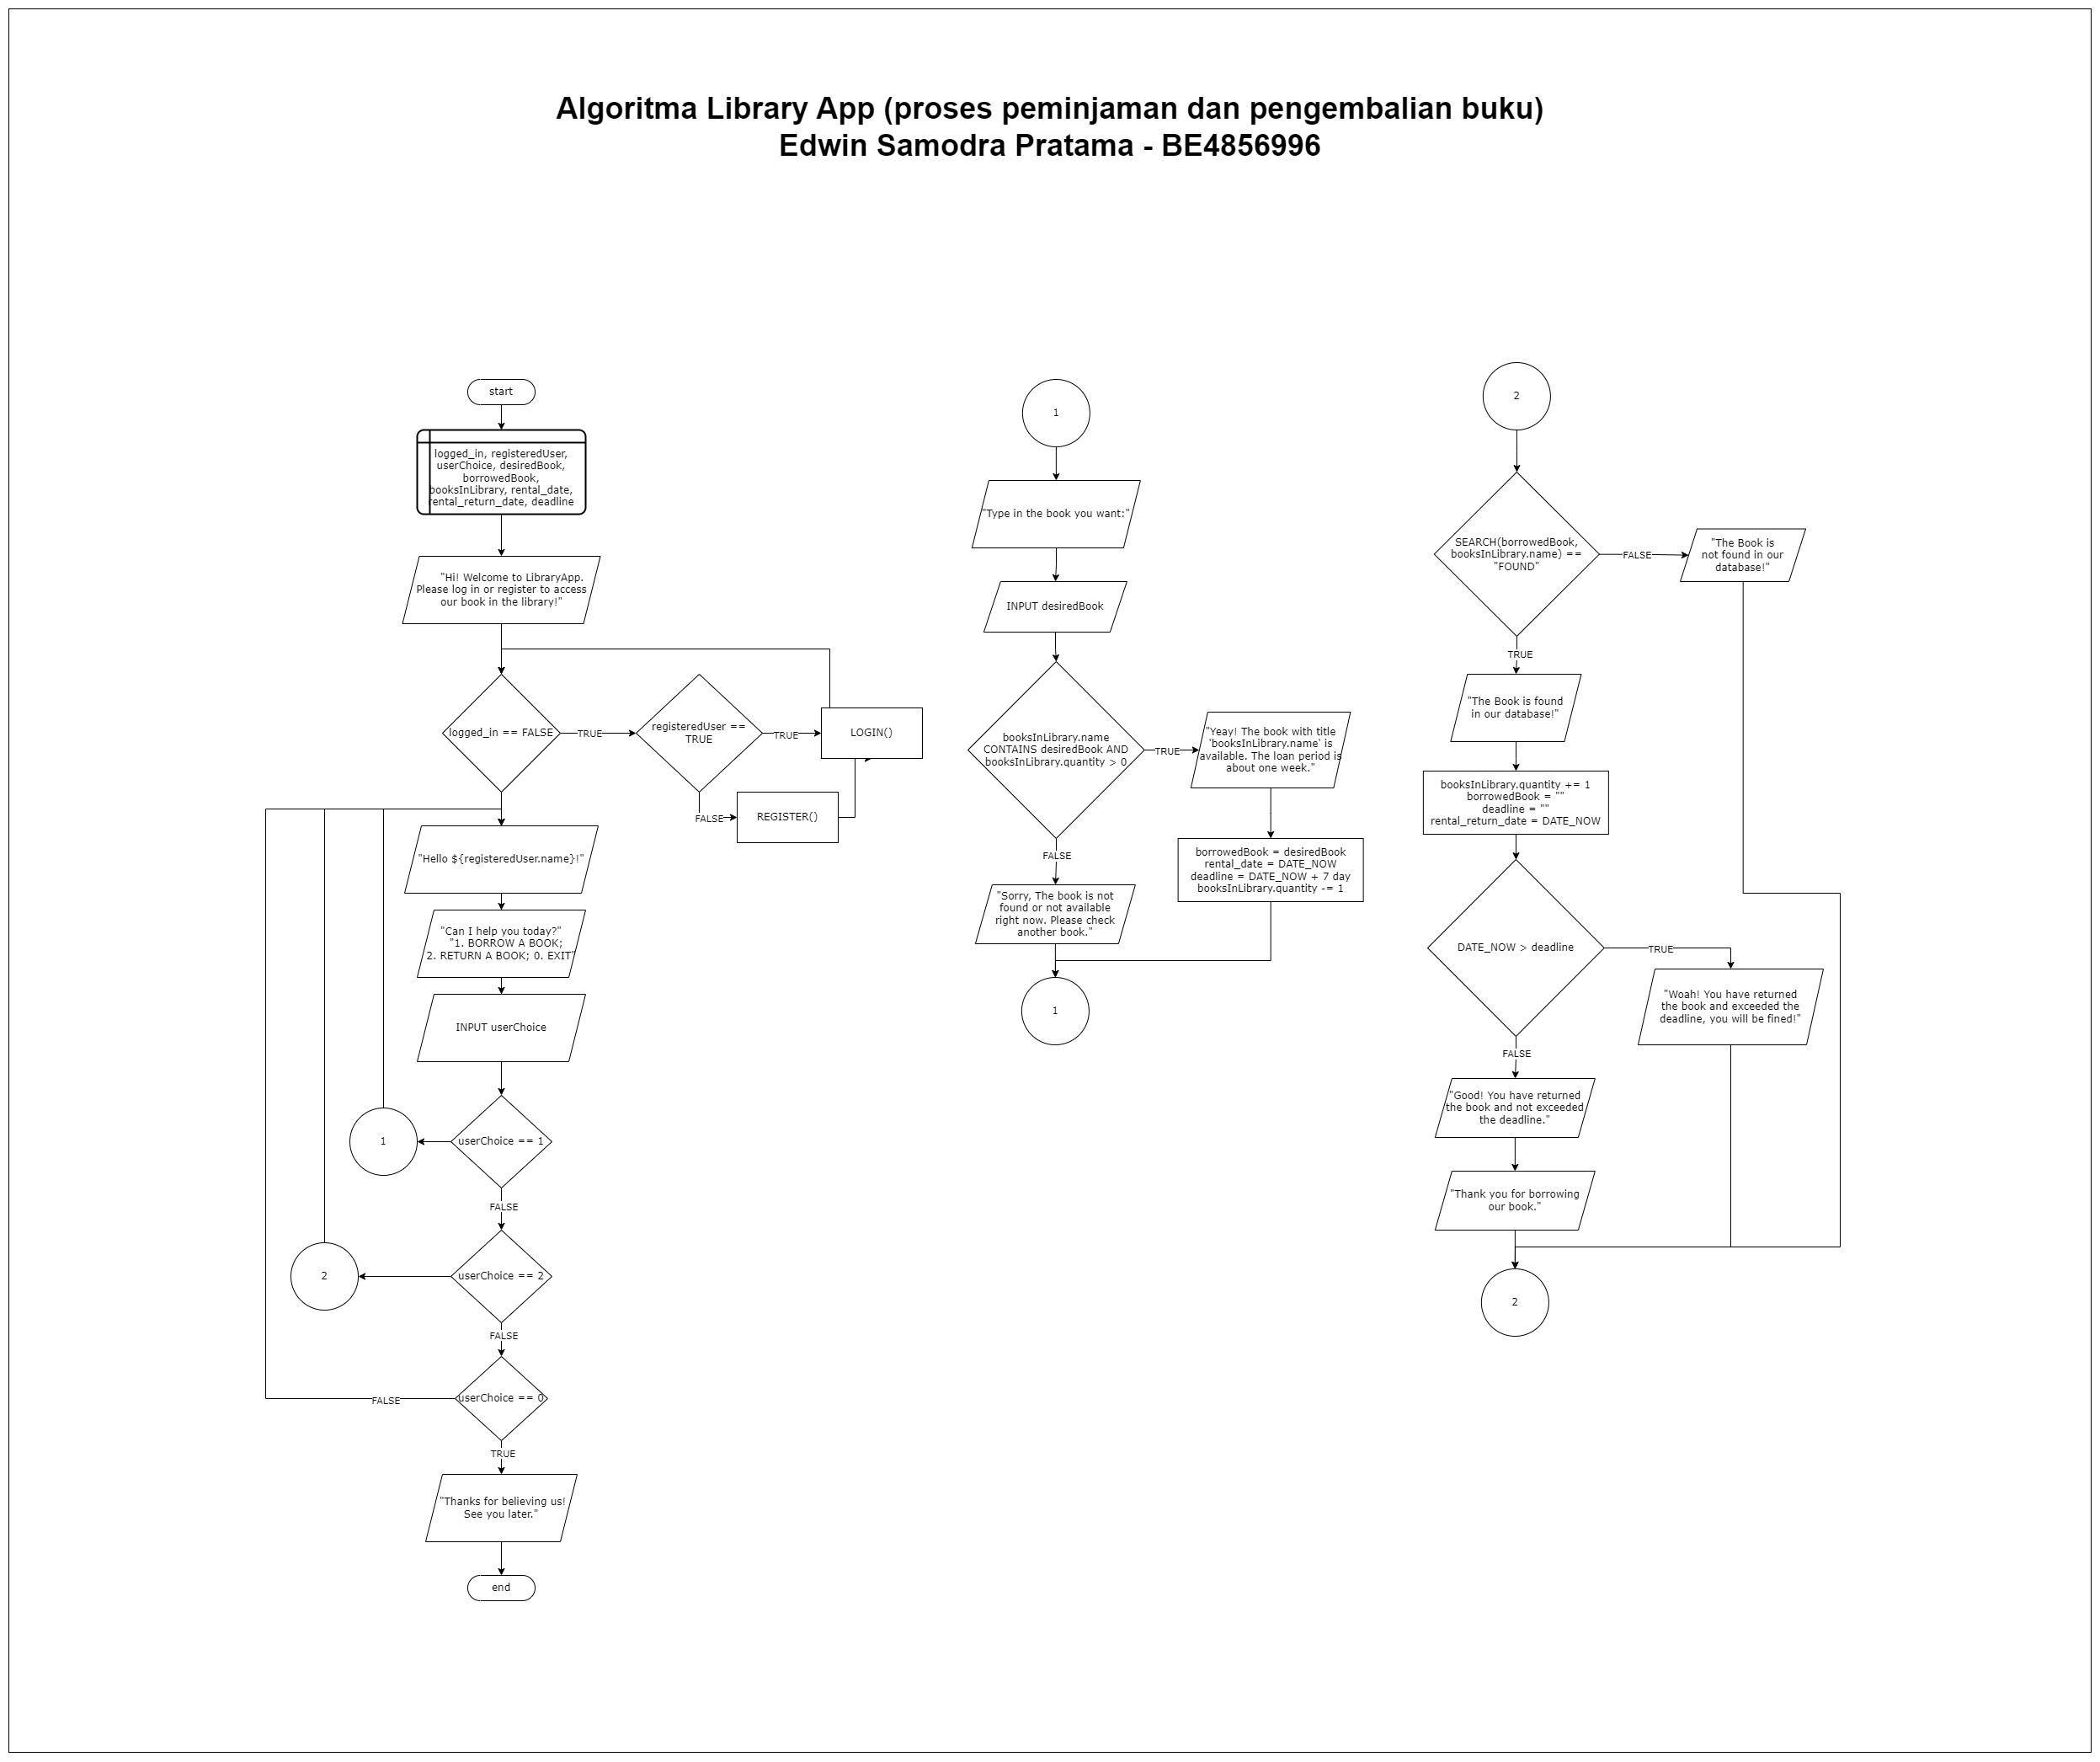 Algoritma Library App (proses peminjaman dan pengembalian buku)
Edwin Samodra Pratama - BE4856996
start
logged_in, registeredUser,
userChoice, desiredBook,
borrowedBook,
booksInLibrary, rental_date,
rental_return_date, deadline
"Hi! Welcome to LibraryApp.
Please log in or register to access
our book in the library!"
logged_in == FALSE
TRUE
registeredUser ==
TRUE
TRUE
LOGIN()
FALSE
REGISTER()
"Hello ${registeredUser.name}!"
"Can I help you today?"
"1. BORROW A BOOK;
2. RETURN A BOOK; 0. EXIT"
INPUT userChoice
userChoice == 1
1
FALSE
userChoice == 2
2
FALSE
userChoice == 0
FALSE
TRUE
"Thanks for believing us!
See you later."
end
1
"Type in the book you want:"
INPUT desiredBook
booksInLibrary.name
CONTAINS desiredBook AND
booksInLibrary.quantity > 0
TRUE
"Yeay! The book with title
'booksInLibrary.name' is
available. The loan period is
about one week."
borrowedBook = desiredBook
rental_date = DATE_NOW
deadline = DATE_NOW + 7 day
booksInLibrary.quantity -= 1
FALSE
"Sorry, The book is not
found or not available
right now. Please check
another book."
1
2
SEARCH(borrowedBook,
booksInLibrary.name) ==
"FOUND"
FALSE
"The Book is
not found in our
database!"
TRUE
"The Book is found
in our database!"
booksInLibrary.quantity += 1
borrowedBook = ""
deadline = ""
rental_return_date = DATE_NOW
DATE_NOW > deadline
TRUE
"Woah! You have returned
the book and exceeded the
deadline, you will be fined!"
FALSE
"Good! You have returned
the book and not exceeded
the deadline."
"Thank you for borrowing
our book."
2